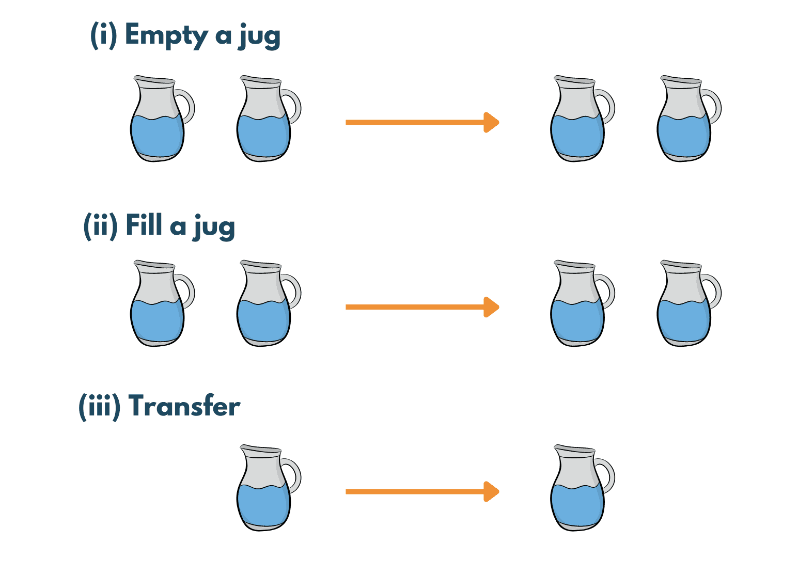 (i) Empty a jug
(ii) Fill a jug
(iii) Transfer